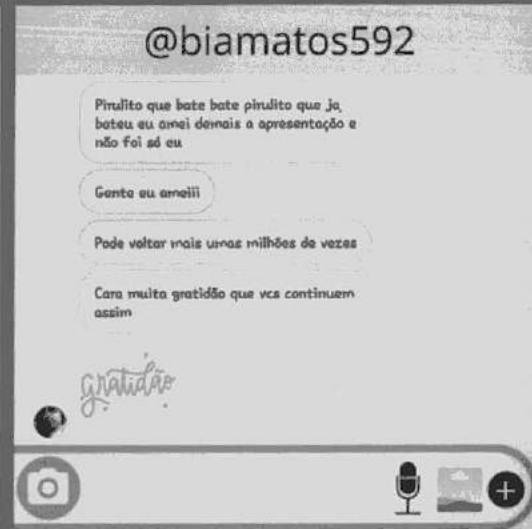 @biamatos592
Pirulito que bate bate pirulito que ja
bateu eu amei demais a apresentação e
não foi só eu
Gente eu ameiii
Pode voltar mais umas milhões de vezes
Cara muita gratidão que vcs continuem
assim
gratidão